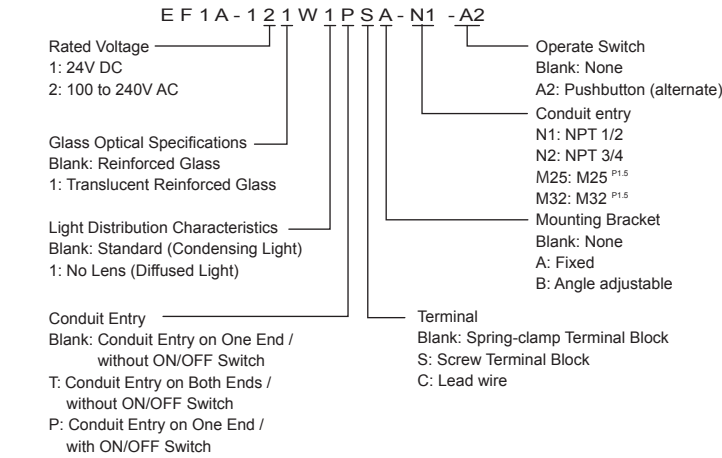 EF1A-121W1PSA-N1 -A2
Rated Voltage
1: 24V DC
2: 100 to 240V AC
Glass Optical Specifications
Blank: Reinforced Glass
1: Translucent Reinforced Glass
Light Distribution Characteristics
Blank: Standard (Condensing Light)
1: No Lens (Diffused Light)
Conduit Entry
Blank: Conduit Entry on One End /
without ON/OFF Switch
T: Conduit Entry on Both Ends /
without ON/OFF Switch
P: Conduit Entry on One End /
with ON/OFF Switch
Operate Switch
Blank: None
A2: Pushbutton (alternate)
Conduit entry
N1: NPT 1/2
N2: NPT 3/4
M25: M25 P1.5
M32: M32 P1.5
Mounting Bracket
Blank: None
A: Fixed
B: Angle adjustable
Terminal
Blank: Spring-clamp Terminal Block
S: Screw Terminal Block
C: Lead wire